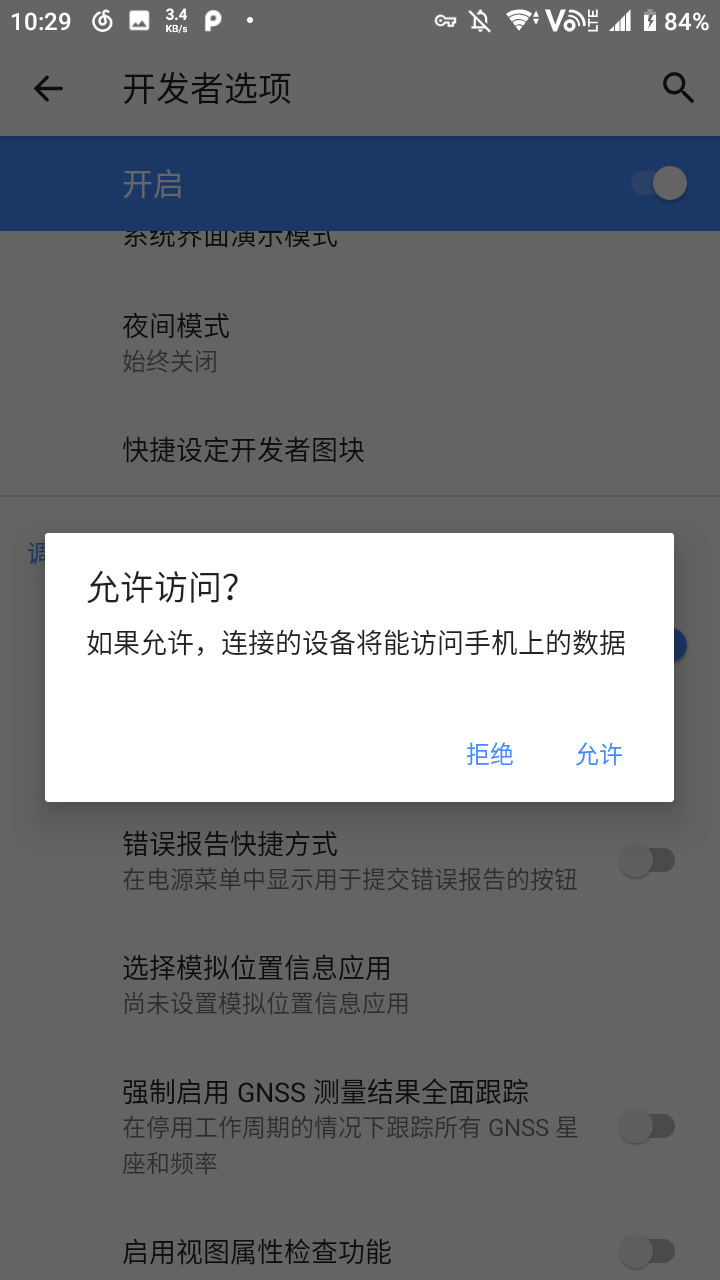 10:29 3.4 KB/s LTE 84%
开发者选项
开启
系统界面演示模式
夜间模式
始终关闭
快捷设定开发者图块
调
允许访问？
如果允许，连接的设备将能访问手机上的数据
拒绝 允许
错误报告快捷方式
在电源菜单中显示用于提交错误报告的按钮
选择模拟位置信息应用
尚未设置模拟位置信息应用
强制启用 GNSS 测量结果全面跟踪
在停用工作周期的情况下跟踪所有 GNSS 星
座和频率
启用视图属性检查功能